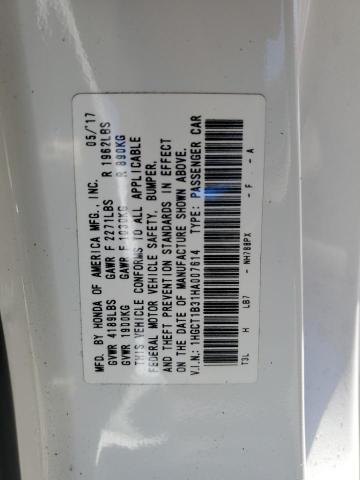 MFD. BY HONDA OF AMERICA MFG., INC. 05/'17
GVWR 4189LBS GAWR F 2271LBS R 1962LBS
GVWR 1900KG GAWR F 1030KG R 890KG
THIS VEHICLE CONFORMS TO ALL APPLICABLE
FEDERAL MOTOR VEHICLE SAFETY, BUMPER,
AND THEFT PREVENTION STANDARDS IN EFFECT
ON THE DATE OF MANUFACTURE SHOWN ABOVE.
V.I.N.: 1HGCT1B31HA007614 TYPE: PASSENGER CAR
T3L H LB7 - NH788PX - F - A